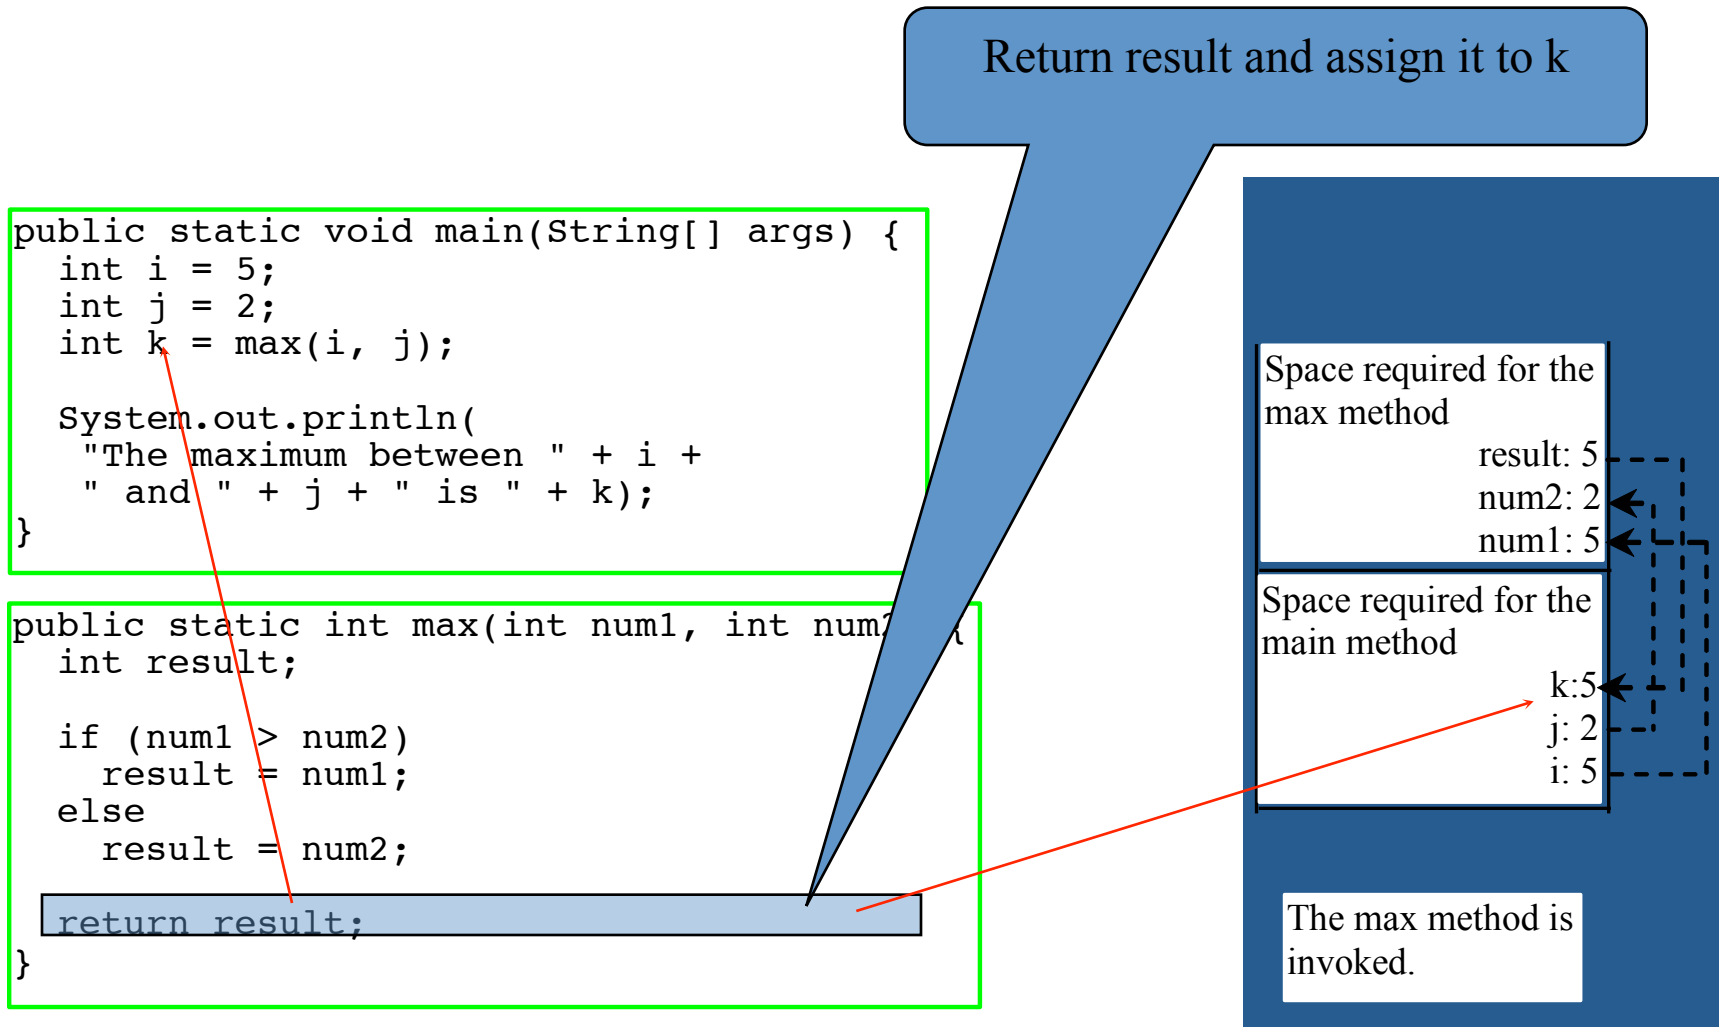 Return result and assign it to k
public static void main(String[] args) {
  int i = 5;
  int j = 2;
  int k = max(i, j);
  System.out.println(
   "The maximum between " + i +
   " and " + j + " is " + k);
}
public static int max(int num1, int num2 {
  int result;
  if (num1 > num2)
    result = num1;
  else
    result = num2;
  return result;
}
Space required for the
max method
result: 5
num2: 2
num1: 5
Space required for the
main method
k:5
j: 2
i: 5
The max method is
invoked.